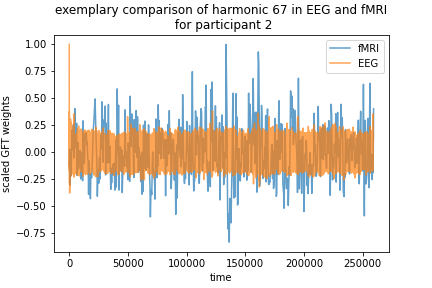 exemplary comparison of harmonic 67 in EEG and fMRI
for participant 2
1.00
0.75
0.50
0.25
0.00
−0.25
−0.50
−0.75
scaled GFT weights
fMRI
EEG
0 50000 100000 150000 200000 250000
time